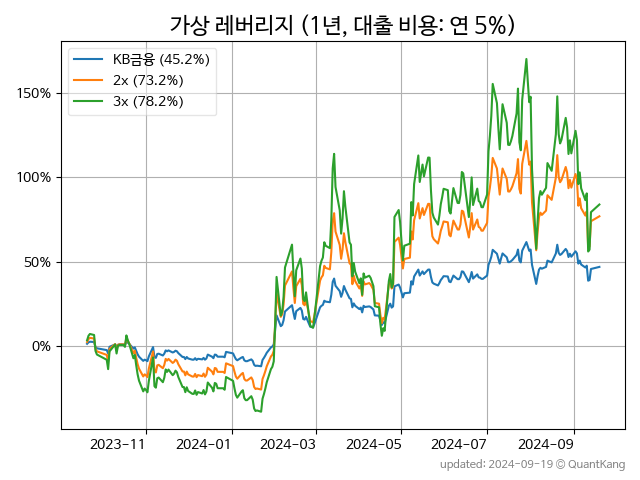 가상 레버리지 (1년, 대출 비용: 연 5%)
KB금융 (45.2%)
2x (73.2%)
3x (78.2%)
150%
100%
50%
0%
2023-11
2024-01
2024-03
2024-05
2024-07
2024-09
updated: 2024-09-19 © QuantKang